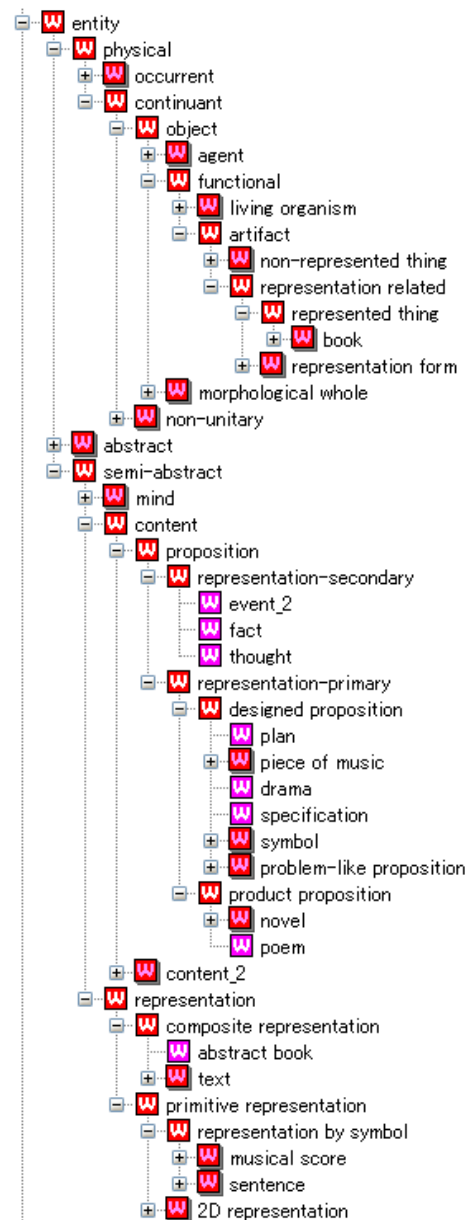 entity
physical
occurrent
continuant
object
agent
functional
living organism
artifact
non-represented thing
representation related
represented thing
book
representation form
morphological whole
non-unitary
abstract
semi-abstract
mind
content
proposition
representation-secondary
event_2
fact
thought
representation-primary
designed proposition
plan
piece of music
drama
specification
symbol
problem-like proposition
product proposition
novel
poem
content_2
representation
composite representation
abstract book
text
primitive representation
representation by symbol
musical score
sentence
2D representation